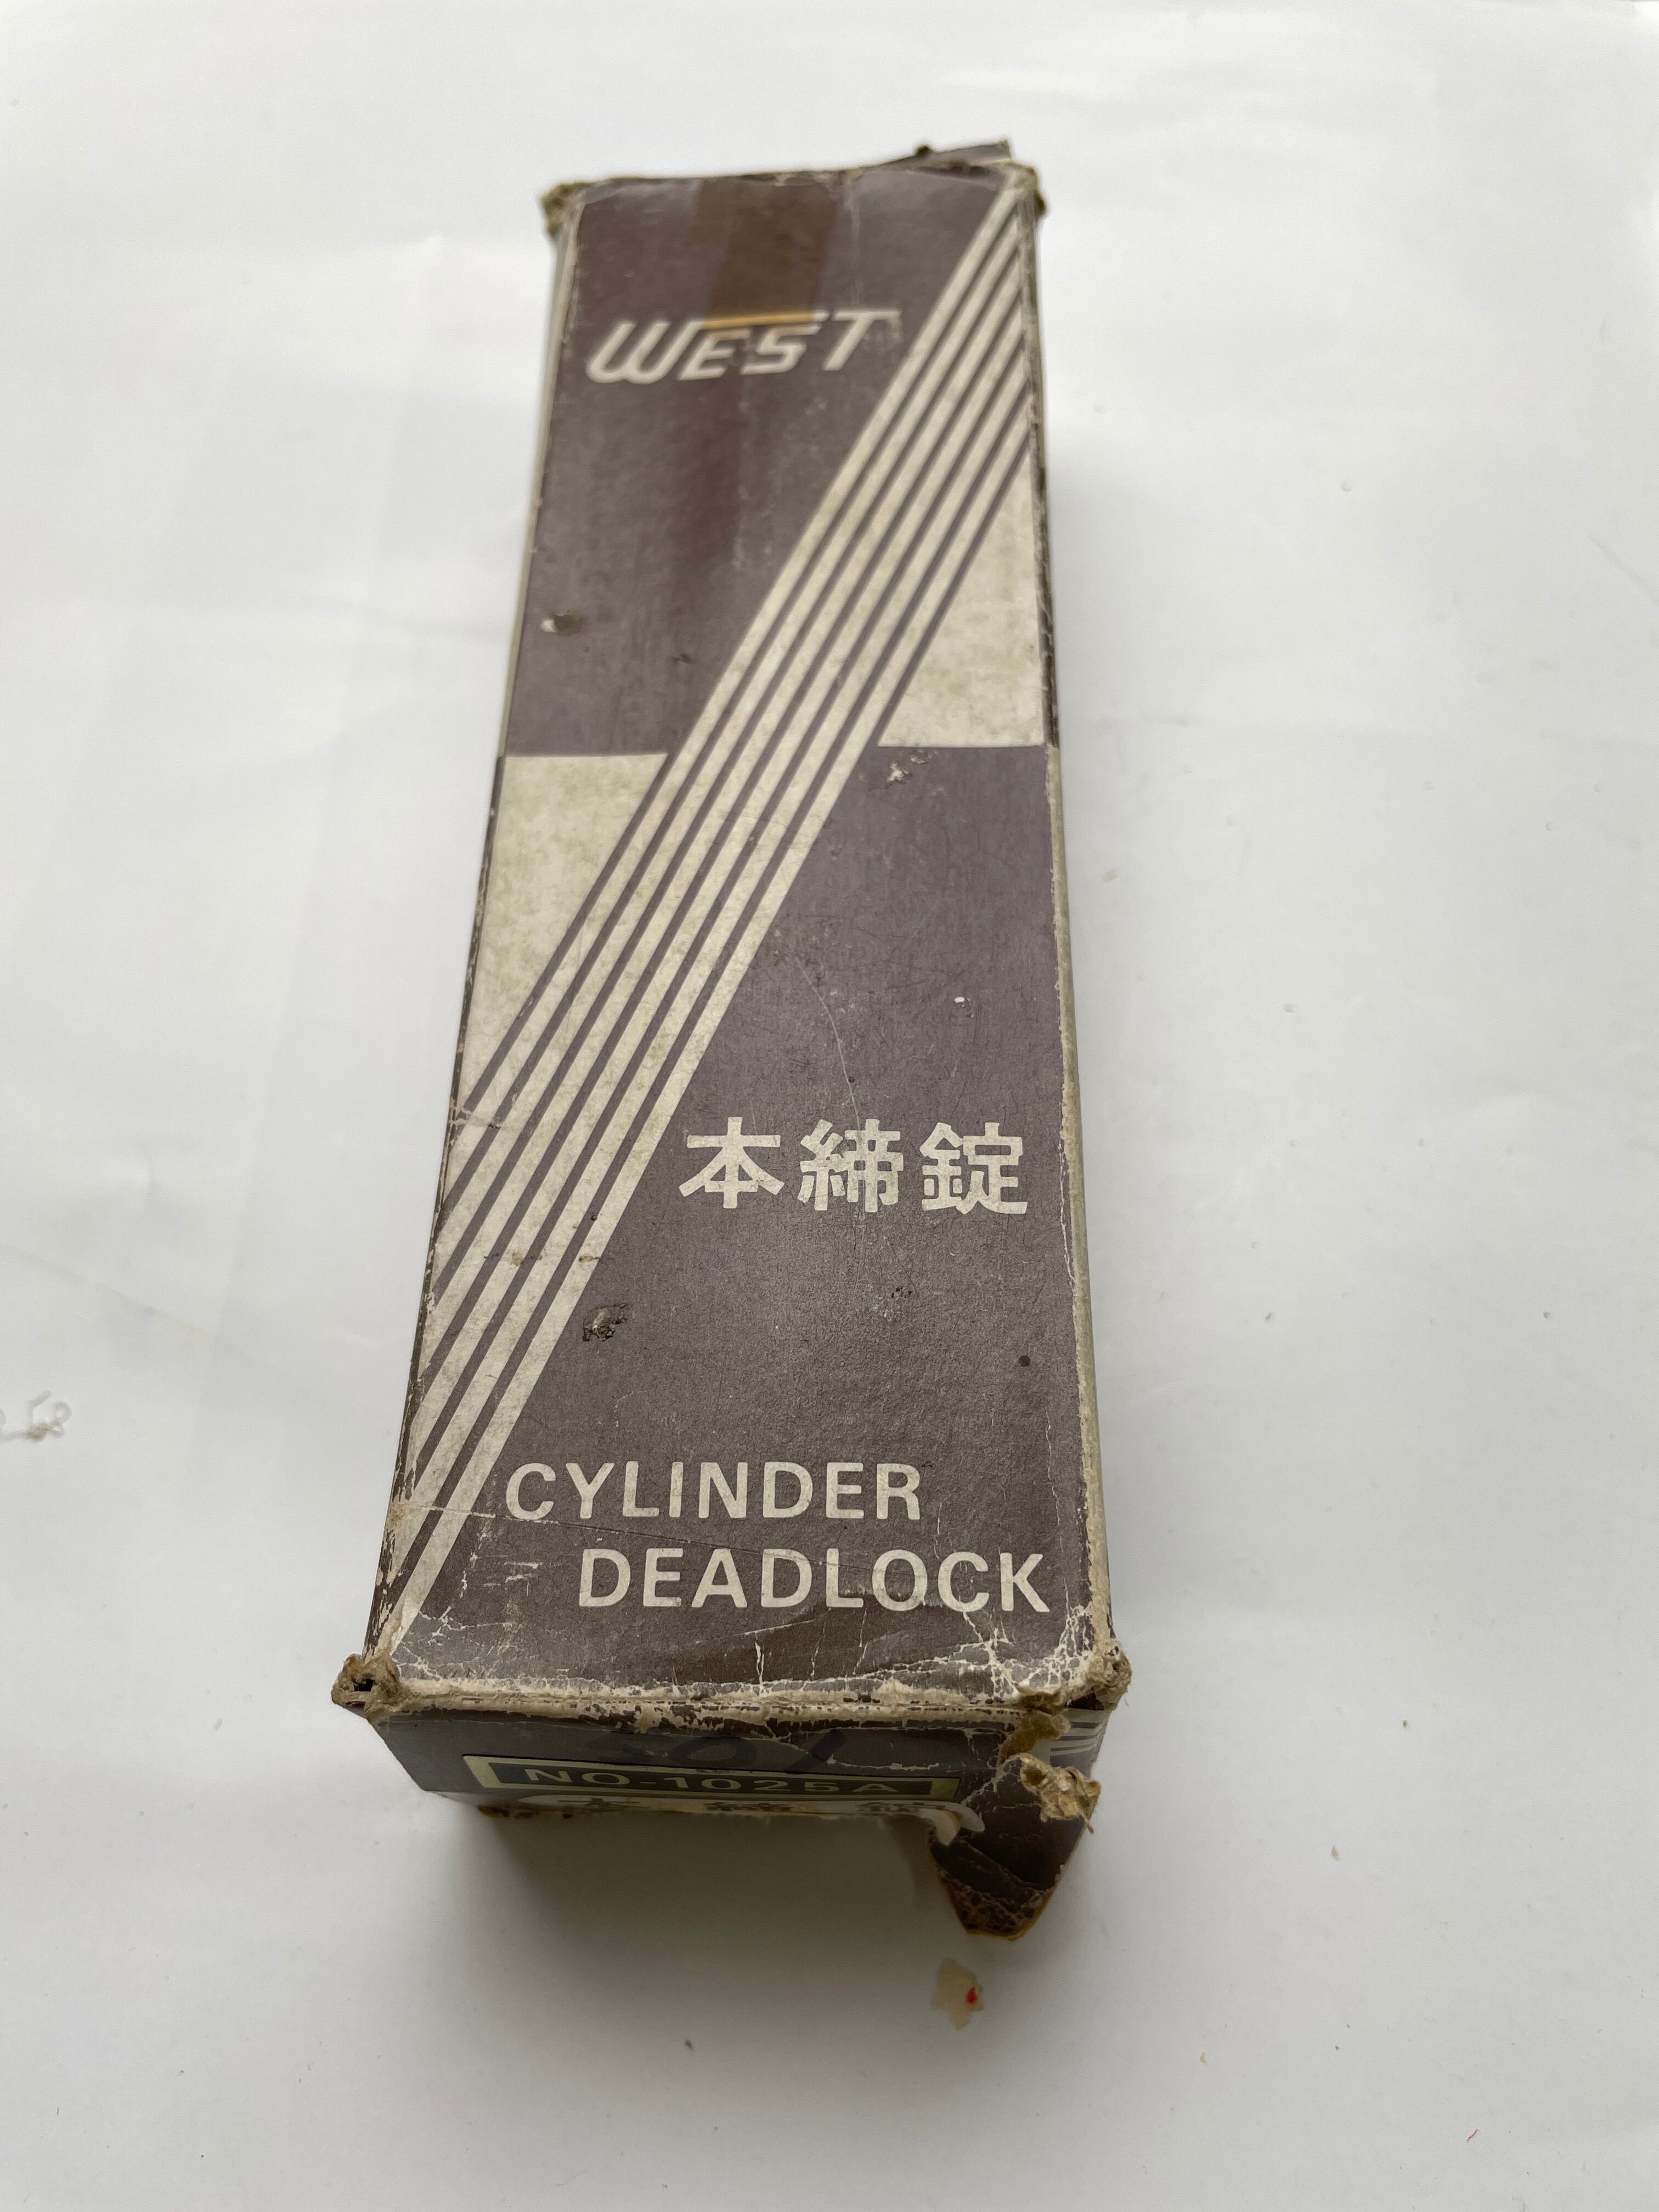 WEST
本締錠
CYLINDER
DEADLOCK
NO-1025A